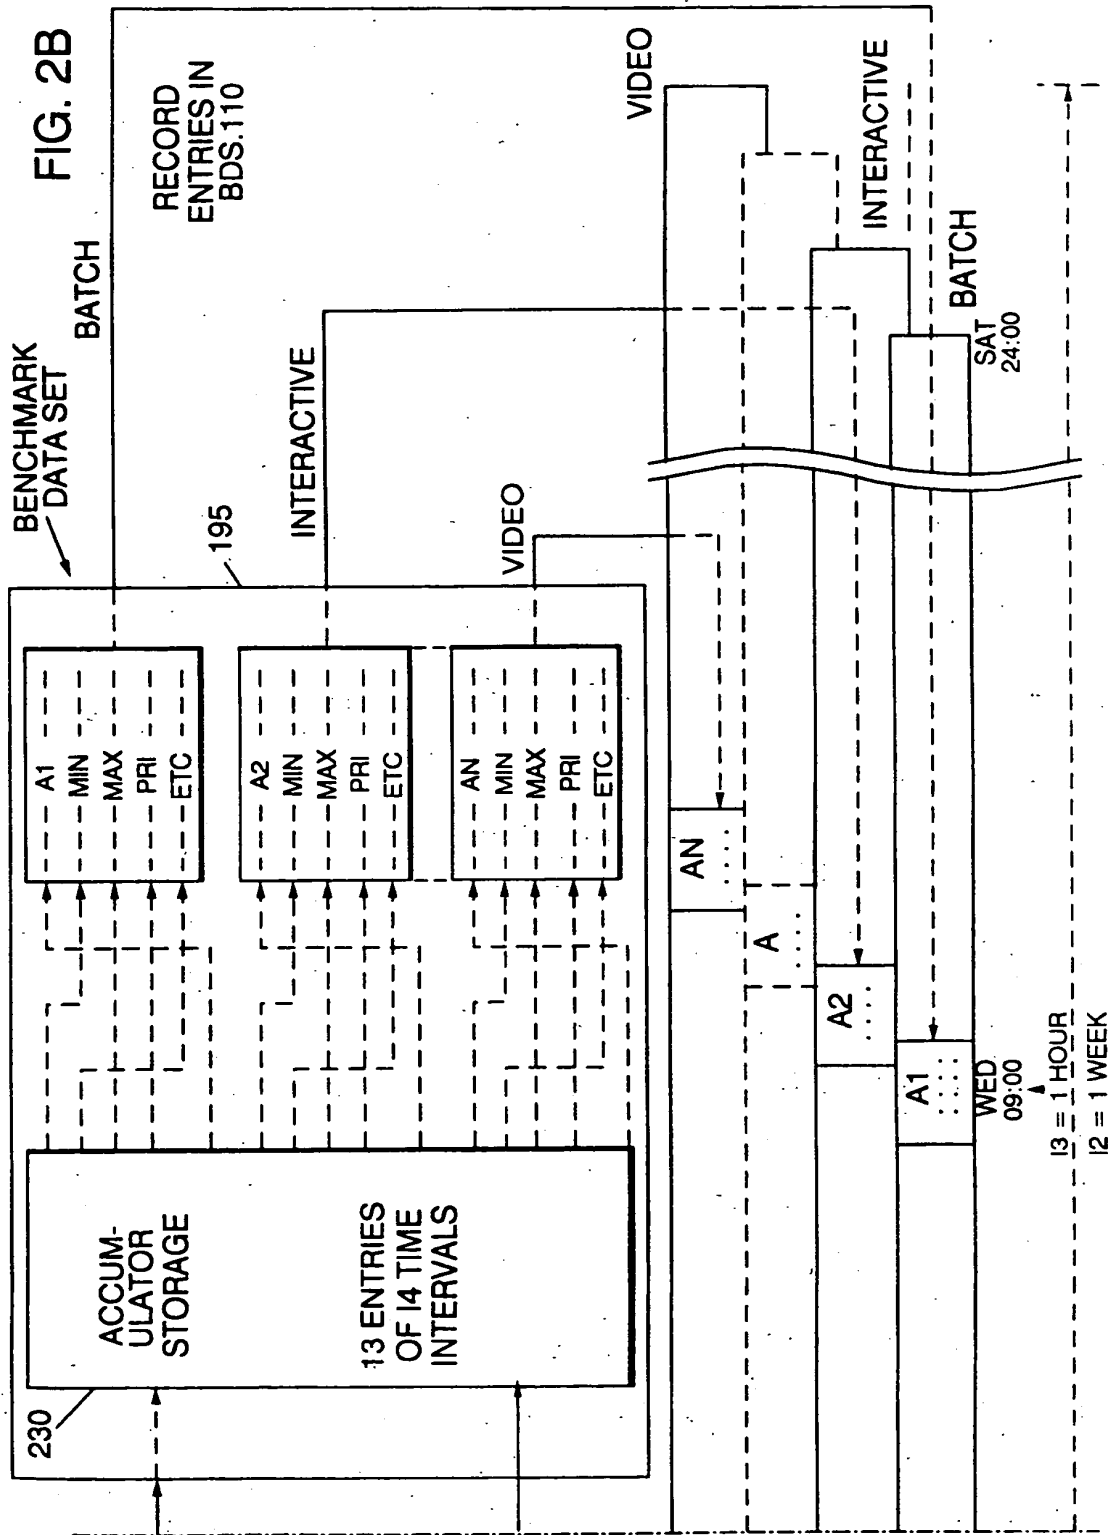 FIG. 2B
BENCHMARK
DATA SET
BATCH
RECORD
ENTRIES IN
BDS.110
195
INTERACTIVE
VIDEO
230
ACCUM-
ULATOR
STORAGE
13 ENTRIES
OF I4 TIME
INTERVALS
A1
MIN
MAX
PRI
ETC
A2
MIN
MAX
PRI
ETC
AN
MIN
MAX
PRI
ETC
VIDEO
INTERACTIVE
BATCH
AN
A
A2
A1
WED
09:00
SAT
24:00
I3 = 1 HOUR
I2 = 1 WEEK